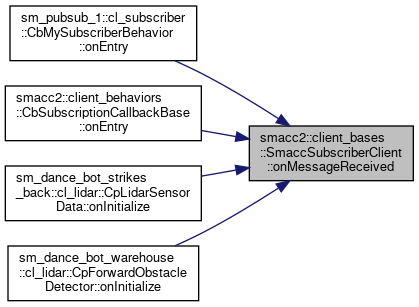 sm_pubsub_1::cl_subscriber
::CbMySubscriberBehavior
::onEntry
smacc2::client_behaviors
::CbSubscriptionCallbackBase
::onEntry
smacc2::client_bases
::SmaccSubscriberClient
::onMessageReceived
sm_dance_bot_strikes
_back::cl_lidar::CpLidarSensor
Data::onInitialize
sm_dance_bot_warehouse
::cl_lidar::CpForwardObstacle
Detector::onInitialize